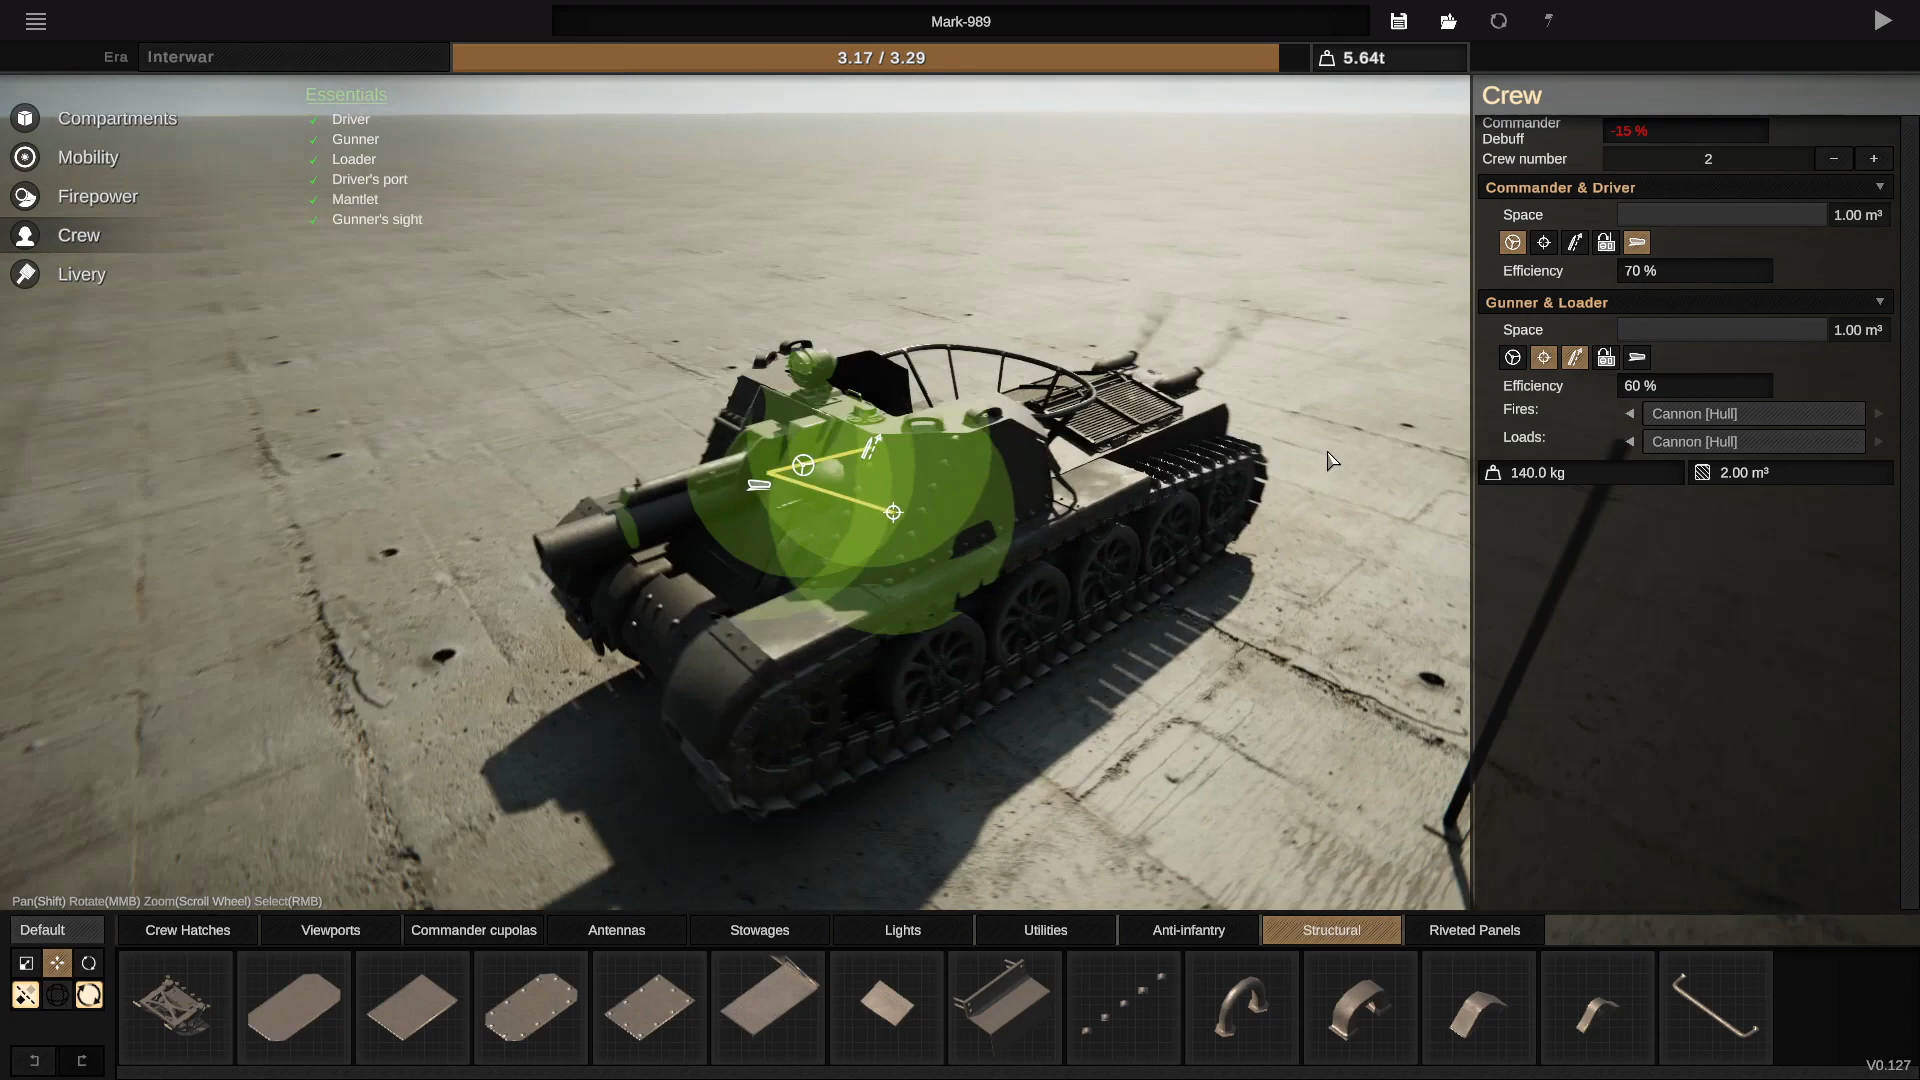 Mark-989
Era Interwar 3.17 / 3.29 5.64t
Compartments
Mobility
Firepower
Crew
Livery
Essentials
Driver
Gunner
Loader
Driver's port
Mantlet
Gunner's sight
Crew
Commander
Debuff
-15 %
Crew number 2 - +
Commander & Driver
Space 1.00 m³
Efficiency 70 %
Gunner & Loader
Space 1.00 m³
Efficiency 60 %
Fires: Cannon [Hull]
Loads: Cannon [Hull]
140.0 kg 2.00 m³
Pan(Shift) Rotate(MMB) Zoom(Scroll Wheel) Select(RMB)
Default Crew Hatches Viewports Commander cupolas Antennas Stowages Lights Utilities Anti-infantry Structural Riveted Panels
V0.127